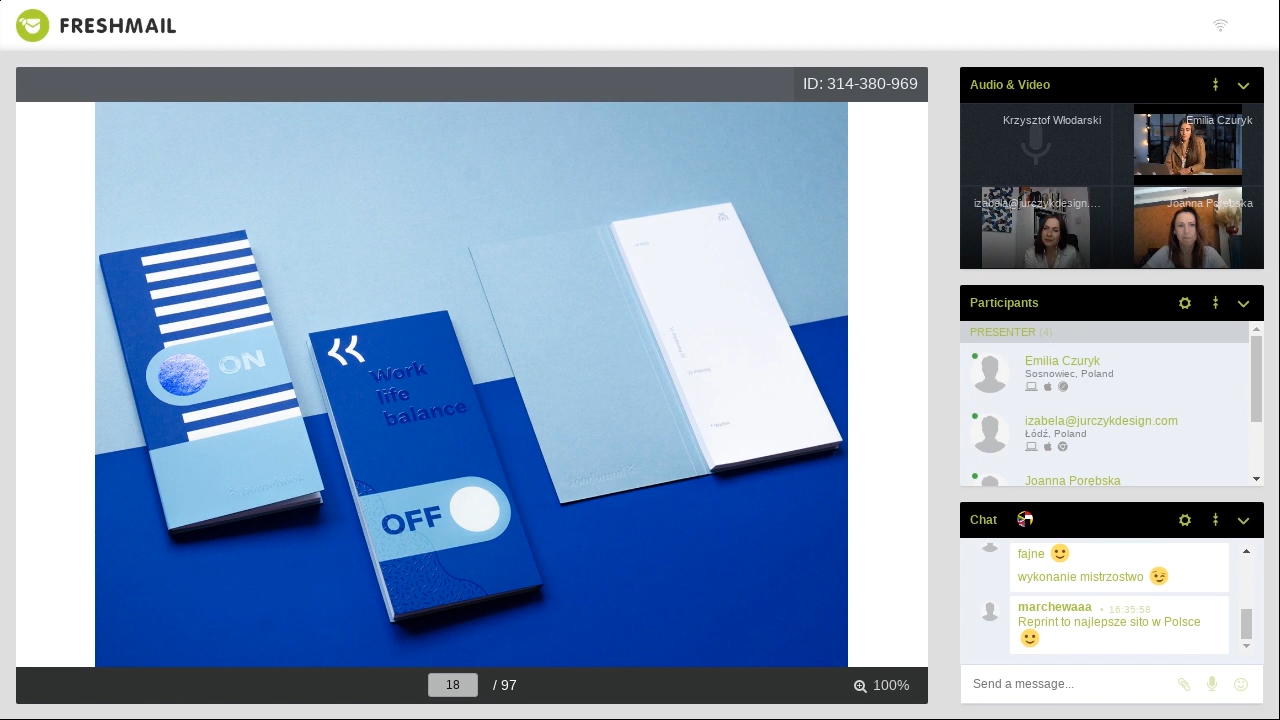 FRESHMAIL
ID: 314-380-969
ON
Work
life
balance
OFF
18 / 97
100%
Audio & Video
Krzysztof Włodarski
Emilia Czuryk
izabela@jurczykdesign....
Joanna Porębska
Participants
PRESENTER (4)
Emilia Czuryk
Sosnowiec, Poland
izabela@jurczykdesign.com
Łódź, Poland
Joanna Porębska
Chat
fajne
wykonanie mistrzostwo
marchewaaa • 16:35:58
Reprint to najlepsze sito w Polsce
Send a message...